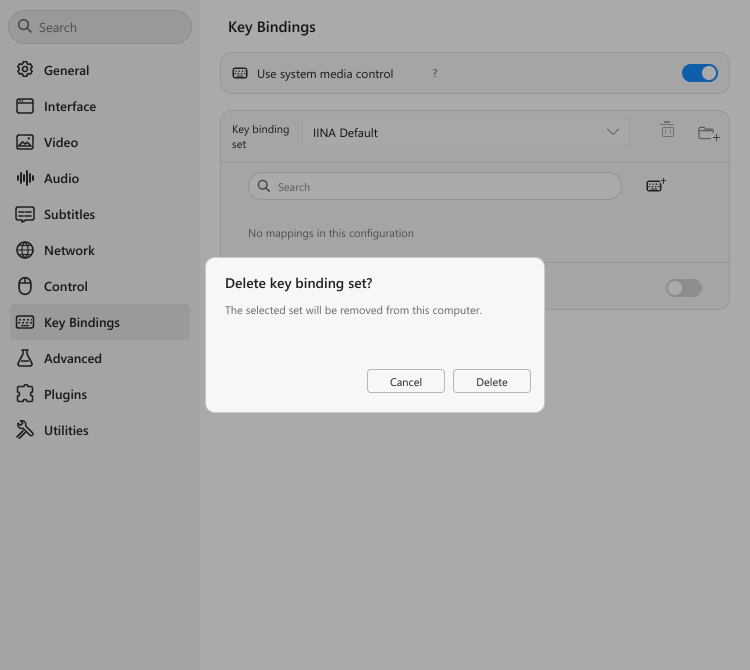 Search
General
Interface
Video
Audio
Subtitles
Network
Control
Key Bindings
Advanced
Plugins
Utilities
Key Bindings
Use system media control ?
Key binding
set
IINA Default
Search
No mappings in this configuration
Delete key binding set?
The selected set will be removed from this computer.
Cancel
Delete